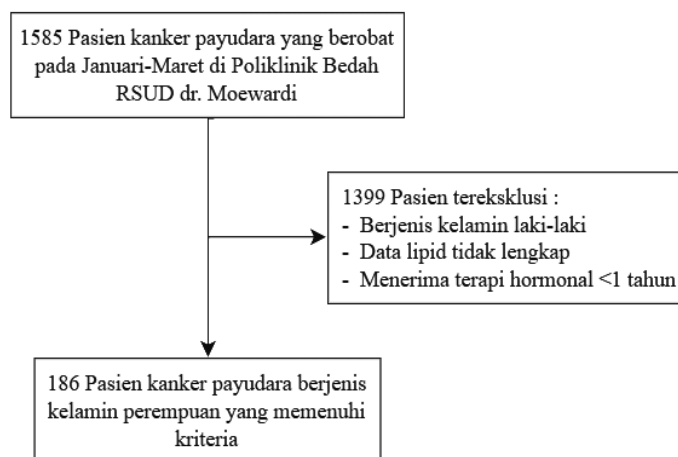 1585 Pasien kanker payudara yang berobat
pada Januari-Maret di Poliklinik Bedah
RSUD dr. Moewardi
1399 Pasien tereksklusi :
- Berjenis kelamin laki-laki
- Data lipid tidak lengkap
- Menerima terapi hormonal <1 tahun
186 Pasien kanker payudara berjenis
kelamin perempuan yang memenuhi
kriteria